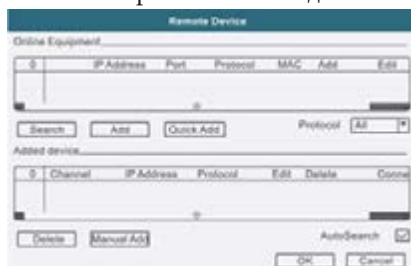 Remote Device
Online Equipment
0 IP Address Port Protocol MAC Add Edit
Search Add Quick Add Protocol All
Added device
0 Channel IP Address Protocol Edit Delete Conne
Delete Manual Add AutoSearch
OK Cancel